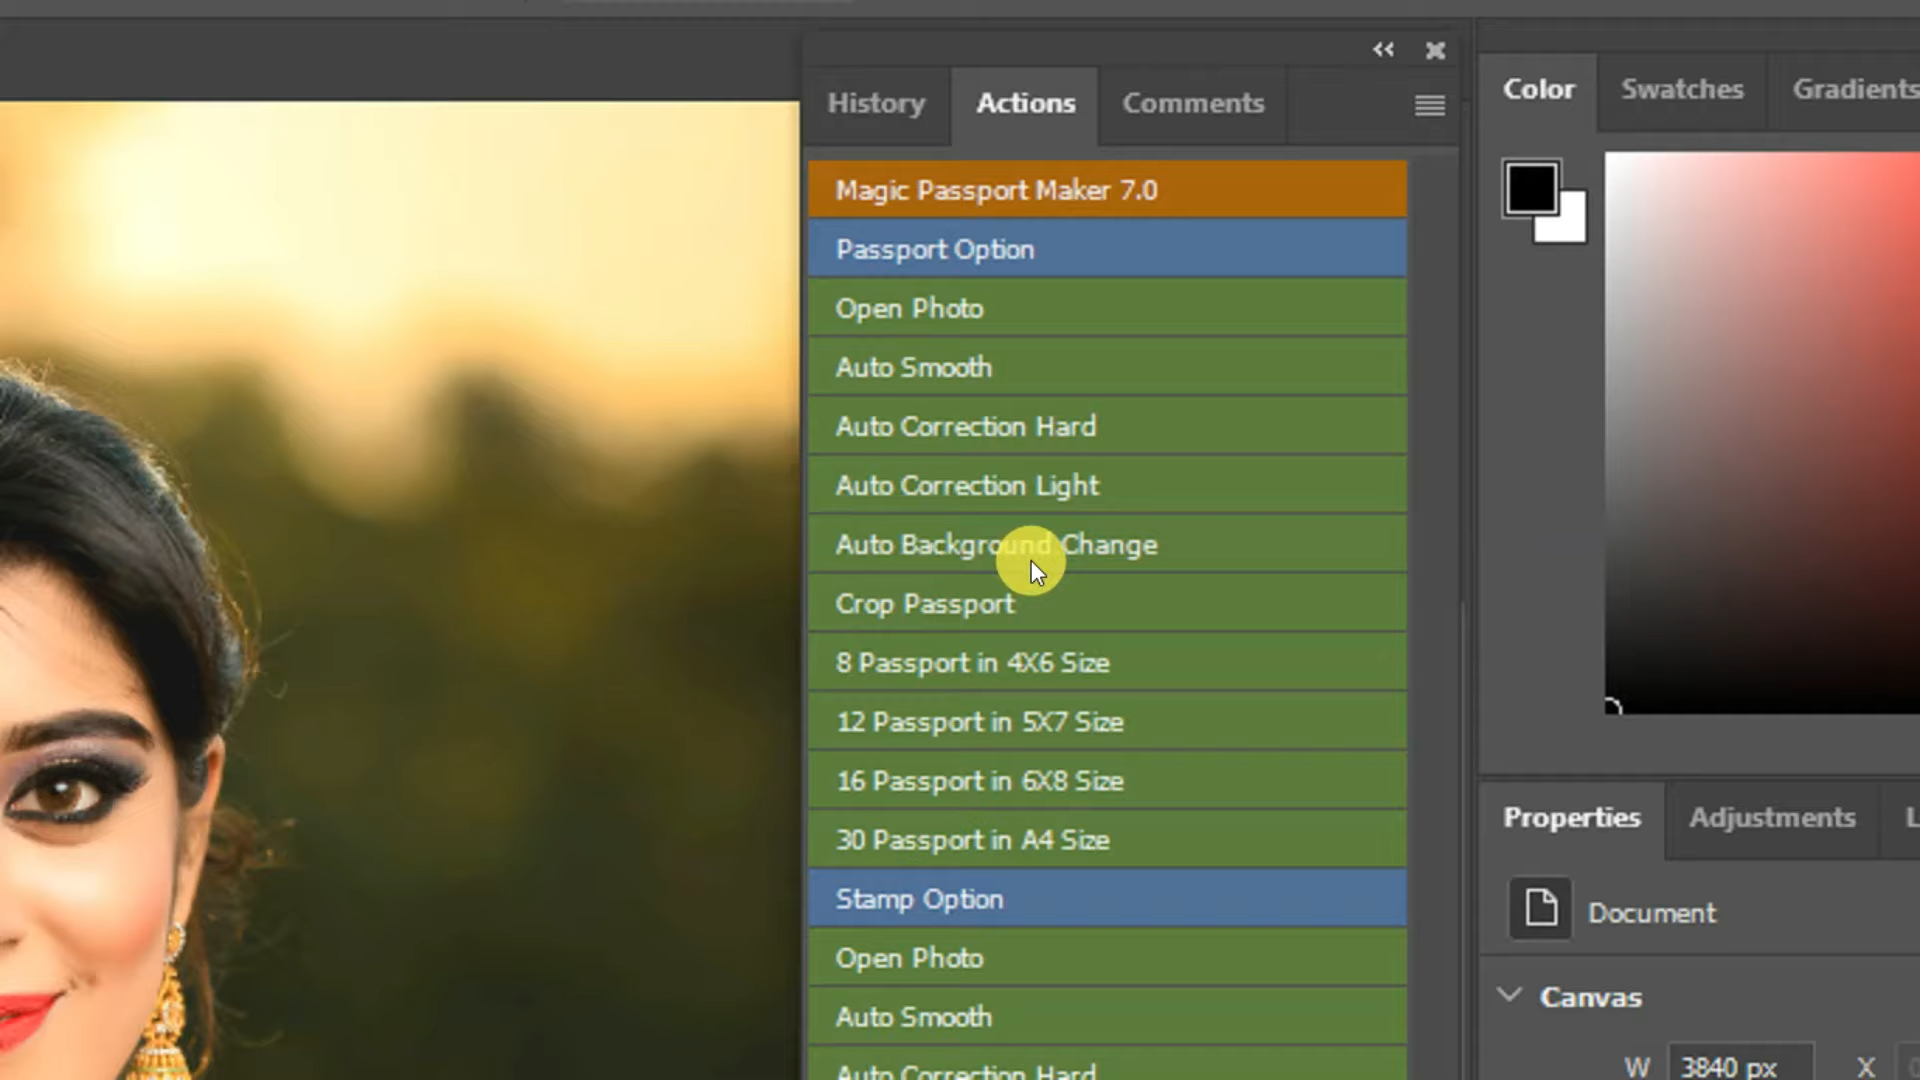 History
Actions
Comments
Color
Swatches
Gradients
Magic Passport Maker 7.0
Passport Option
Open Photo
Auto Smooth
Auto Correction Hard
Auto Correction Light
Auto Background Change
Crop Passport
8 Passport in 4X6 Size
12 Passport in 5X7 Size
16 Passport in 6X8 Size
30 Passport in A4 Size
Stamp Option
Open Photo
Auto Smooth
Auto Correction Hard
Properties
Adjustments
Document
Canvas
W 3840 px X